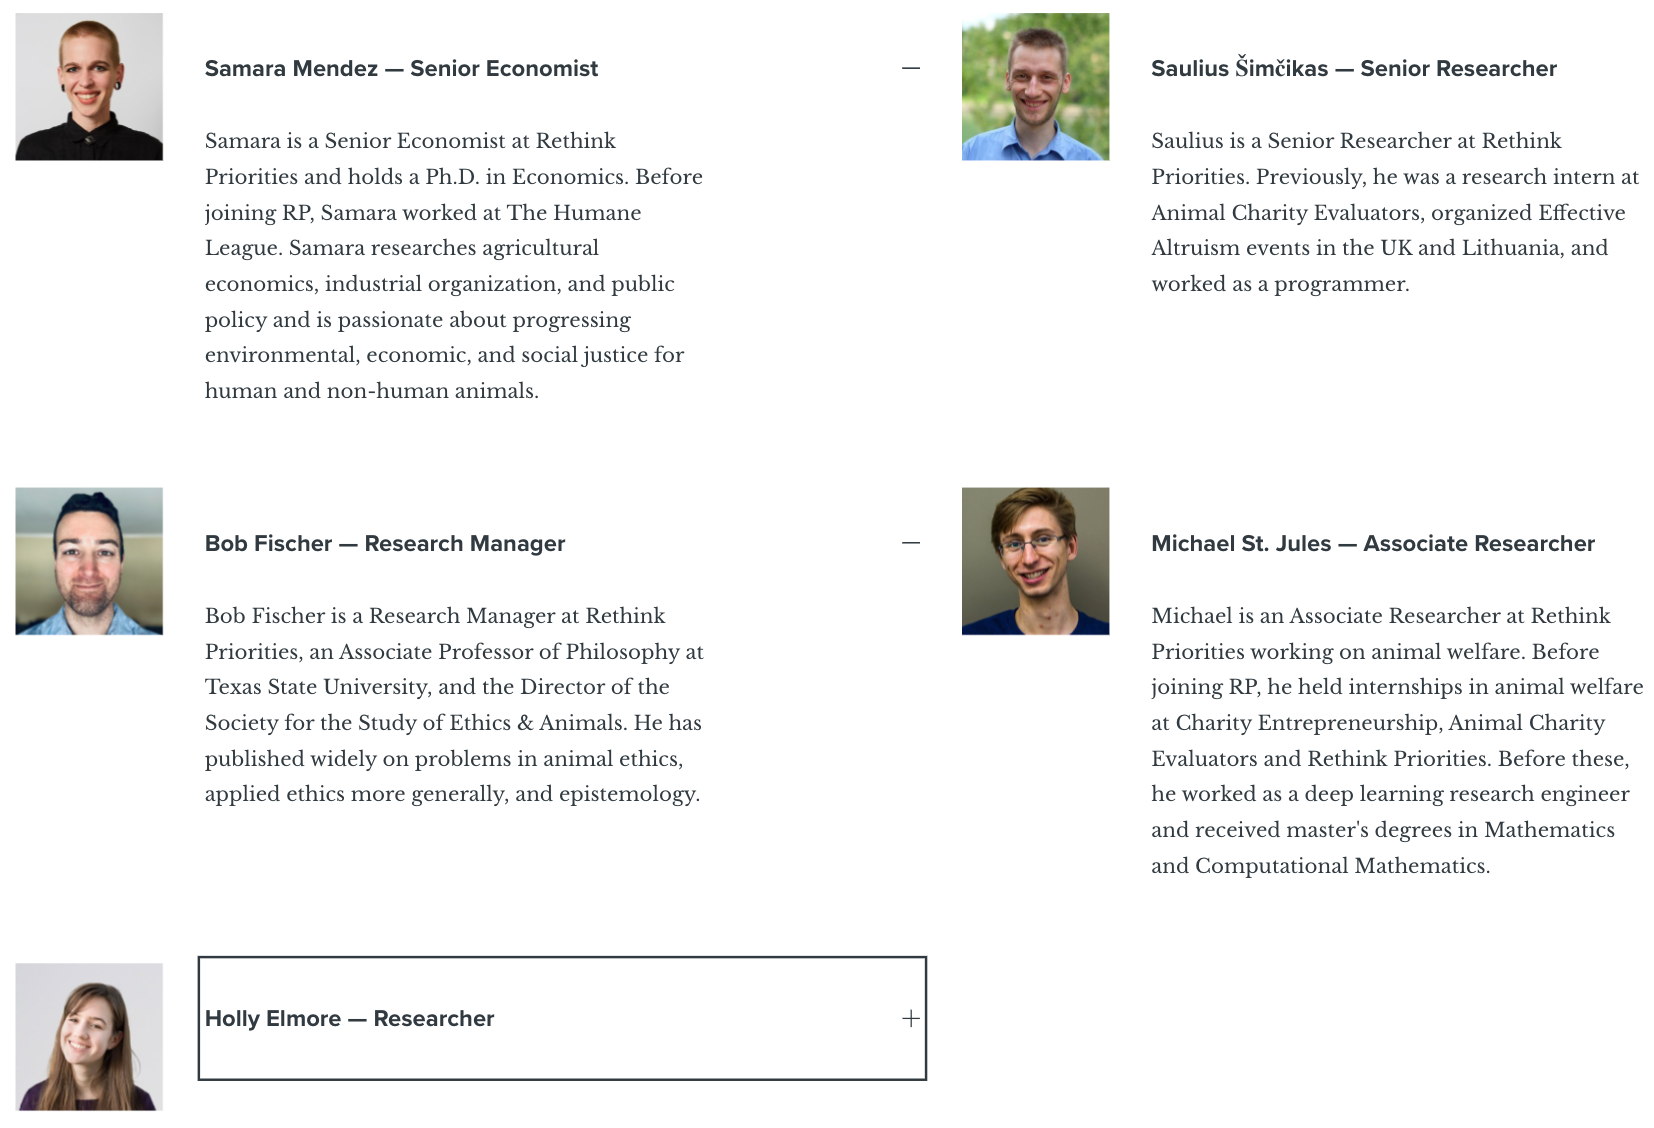 Samara Mendez — Senior Economist
Samara is a Senior Economist at Rethink
Priorities and holds a Ph.D. in Economics. Before
joining RP, Samara worked at The Humane
League. Samara researches agricultural
economics, industrial organization, and public
policy and is passionate about progressing
environmental, economic, and social justice for
human and non-human animals.
Saulius Šimčikas — Senior Researcher
Saulius is a Senior Researcher at Rethink
Priorities. Previously, he was a research intern at
Animal Charity Evaluators, organized Effective
Altruism events in the UK and Lithuania, and
worked as a programmer.
Bob Fischer — Research Manager
Bob Fischer is a Research Manager at Rethink
Priorities, an Associate Professor of Philosophy at
Texas State University, and the Director of the
Society for the Study of Ethics & Animals. He has
published widely on problems in animal ethics,
applied ethics more generally, and epistemology.
Michael St. Jules — Associate Researcher
Michael is an Associate Researcher at Rethink
Priorities working on animal welfare. Before
joining RP, he held internships in animal welfare
at Charity Entrepreneurship, Animal Charity
Evaluators and Rethink Priorities. Before these,
he worked as a deep learning research engineer
and received master's degrees in Mathematics
and Computational Mathematics.
Holly Elmore — Researcher